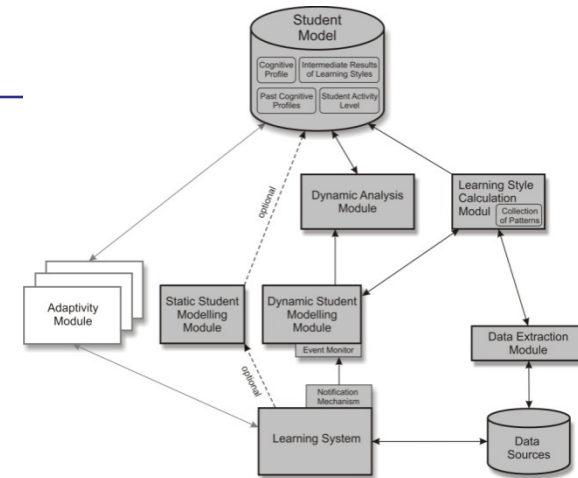 Student
Model
Cognitive
Profile
Intermediate Results
of Learning Styles
Past Cognitive
Profiles
Student Activity
Level
optional
Dynamic Analysis
Module
Learning Style
Calculation
Modul
Collection
of Patterns
Adaptivity
Module
Static Student
Modelling
Module
Dynamic Student
Modelling
Module
Event Monitor
Data Extraction
Module
optional
Notification
Mechanism
Learning System
Data
Sources